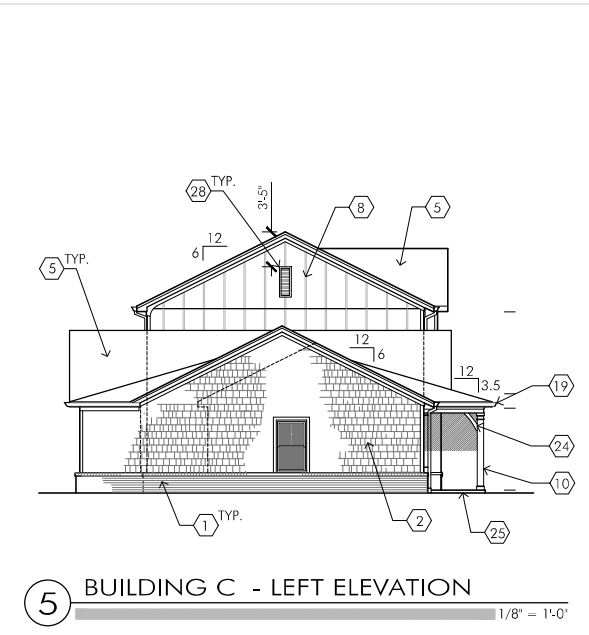 28 TYP.
3'-5"
8
5
12
6
5 TYP.
12
6
12
3.5
19
24
10
1 TYP.
2
25
5 BUILDING C - LEFT ELEVATION
1/8" = 1'-0"